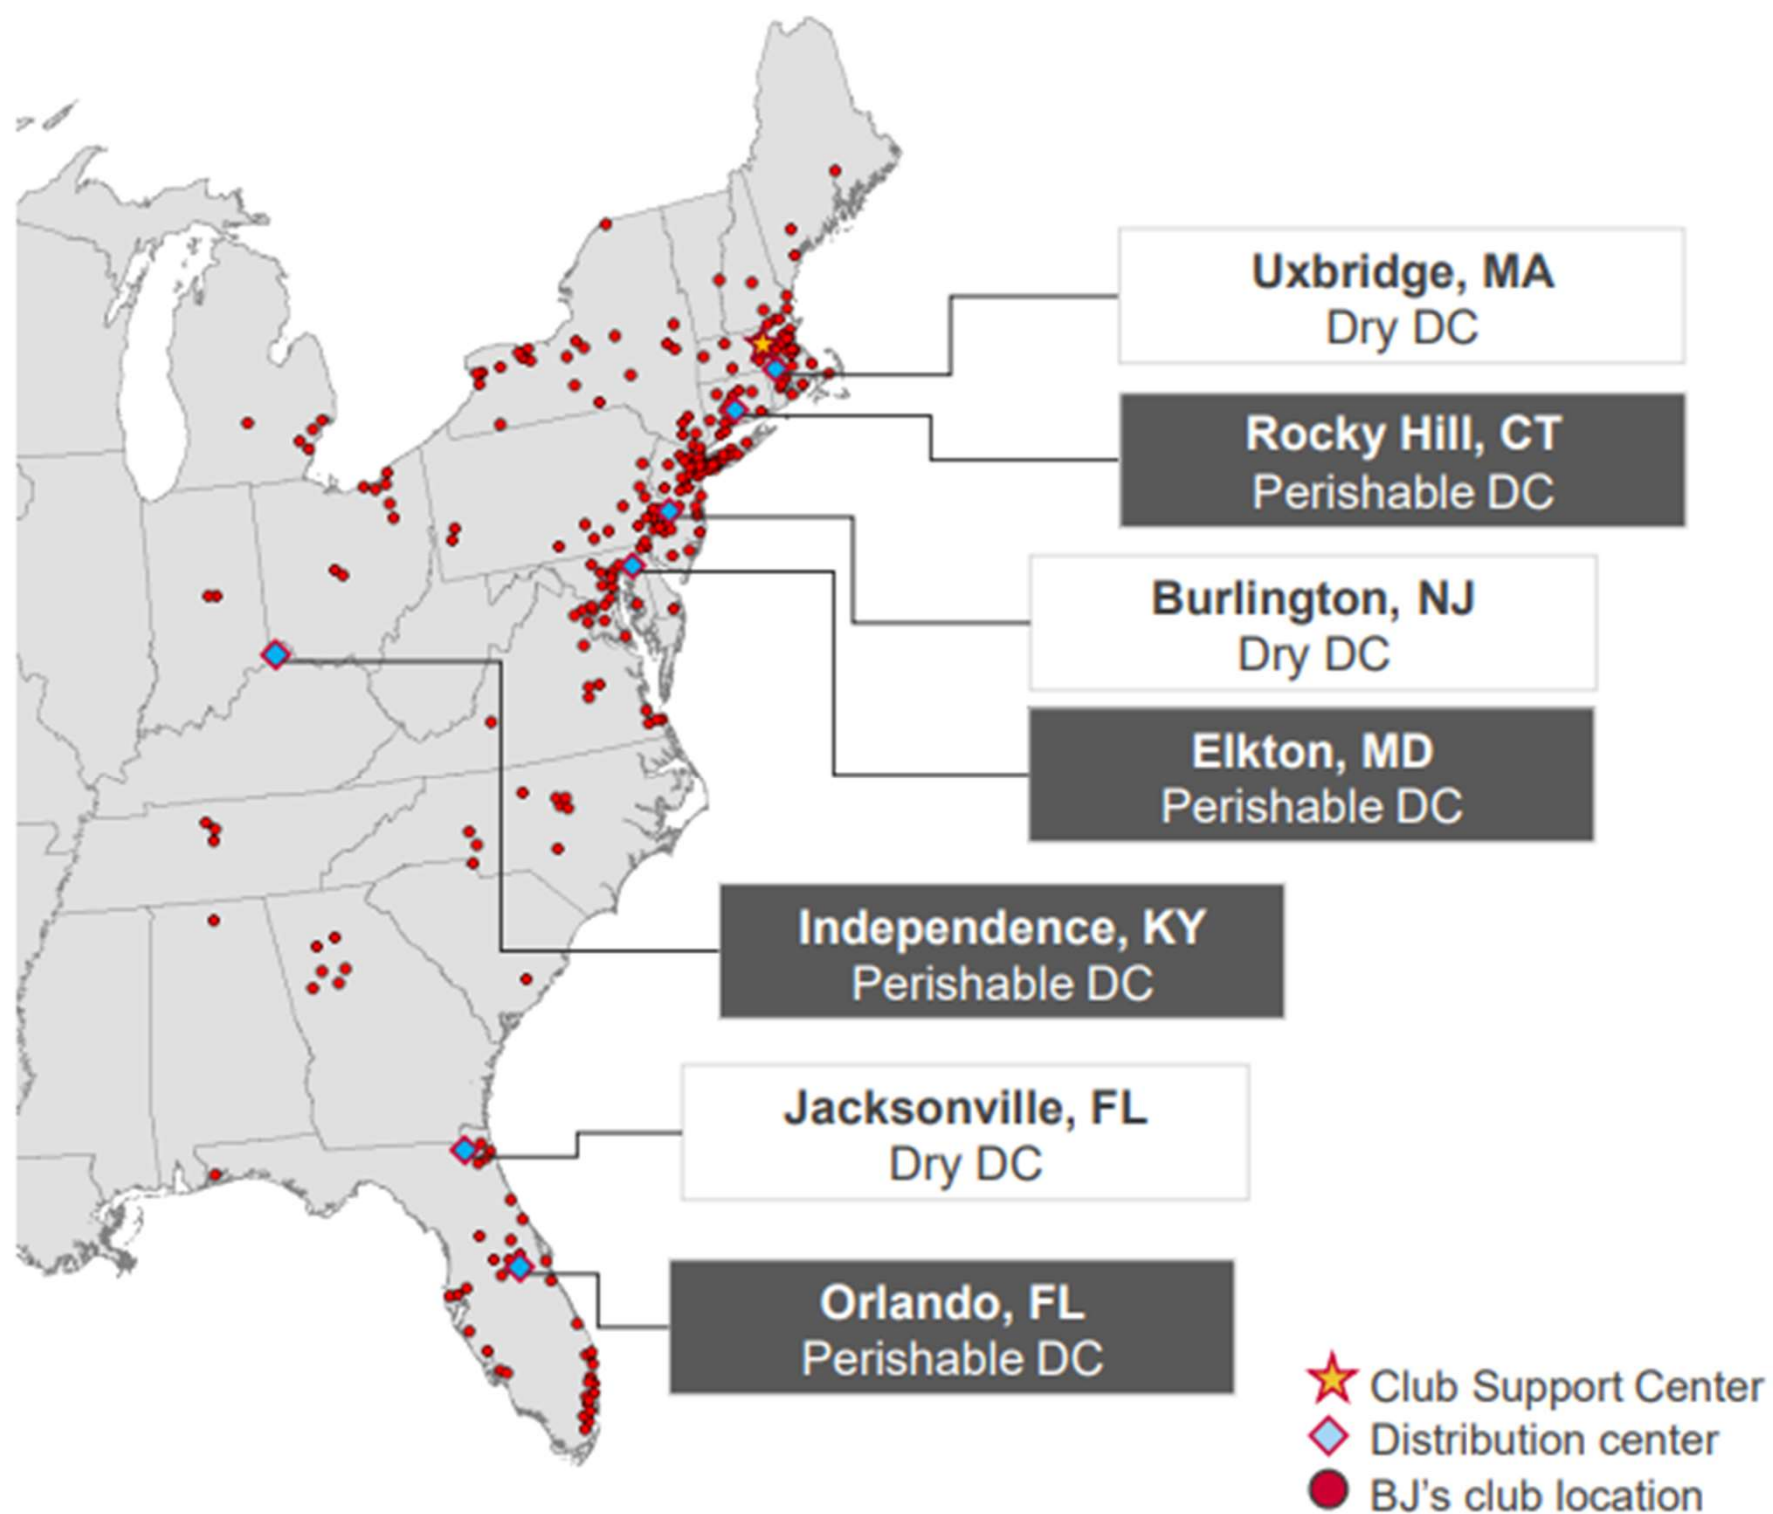 Uxbridge, MA
Dry DC
Rocky Hill, CT
Perishable DC
Burlington, NJ
Dry DC
Elkton, MD
Perishable DC
Independence, KY
Perishable DC
Jacksonville, FL
Dry DC
Orlando, FL
Perishable DC
Club Support Center
Distribution center
BJ’s club location